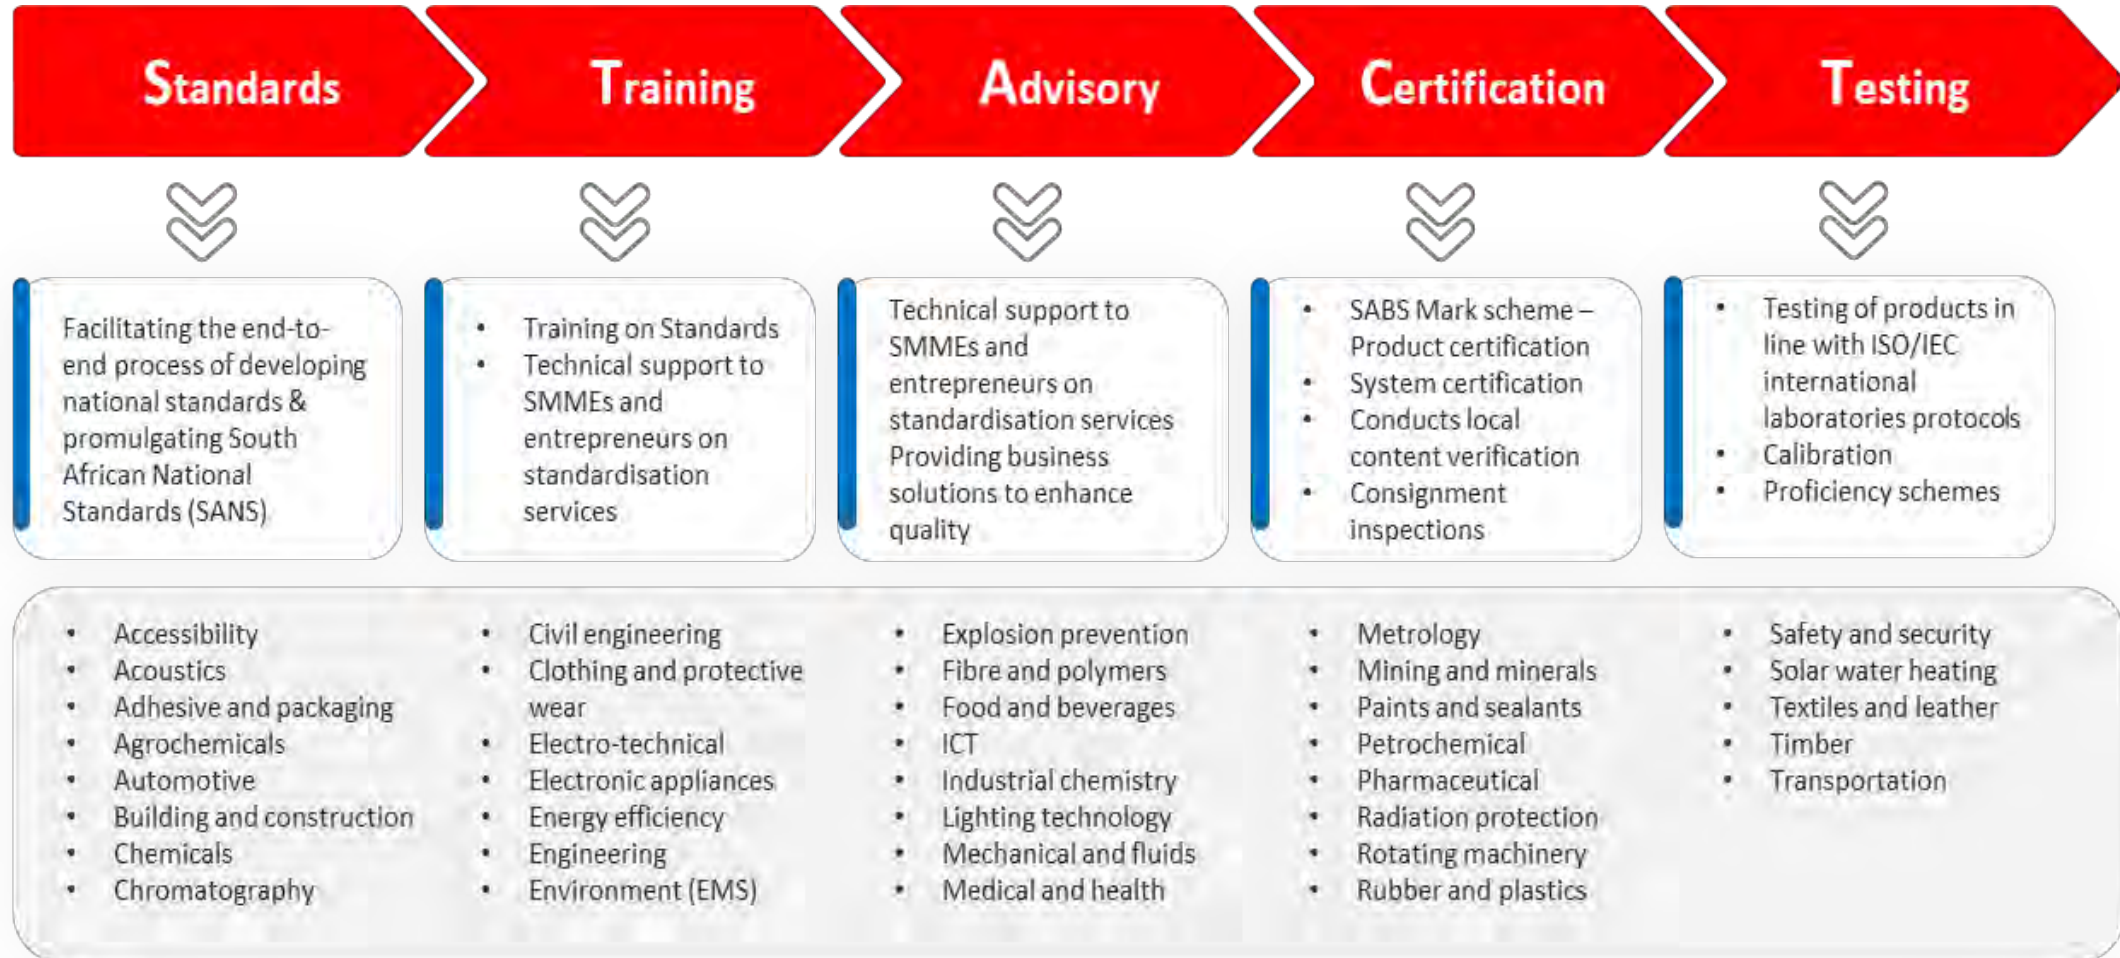 Standards
Training
Advisory
Certification
Testing
Facilitating the end-to-
end process of developing
national standards &
promulgating South
African National
Standards (SANS)
• Training on Standards
• Technical support to
SMMEs and
entrepreneurs on
standardisation
services
Technical support to
SMMEs and
entrepreneurs on
standardisation services
Providing business
solutions to enhance
quality
• SABS Mark scheme –
Product certification
• System certification
• Conducts local
content verification
• Consignment
inspections
• Testing of products in
line with ISO/IEC
international
laboratories protocols
• Calibration
• Proficiency schemes
• Accessibility
• Acoustics
• Adhesive and packaging
• Agrochemicals
• Automotive
• Building and construction
• Chemicals
• Chromatography
• Civil engineering
• Clothing and protective
wear
• Electro-technical
• Electronic appliances
• Energy efficiency
• Engineering
• Environment (EMS)
• Explosion prevention
• Fibre and polymers
• Food and beverages
• ICT
• Industrial chemistry
• Lighting technology
• Mechanical and fluids
• Medical and health
• Metrology
• Mining and minerals
• Paints and sealants
• Petrochemical
• Pharmaceutical
• Radiation protection
• Rotating machinery
• Rubber and plastics
• Safety and security
• Solar water heating
• Textiles and leather
• Timber
• Transportation